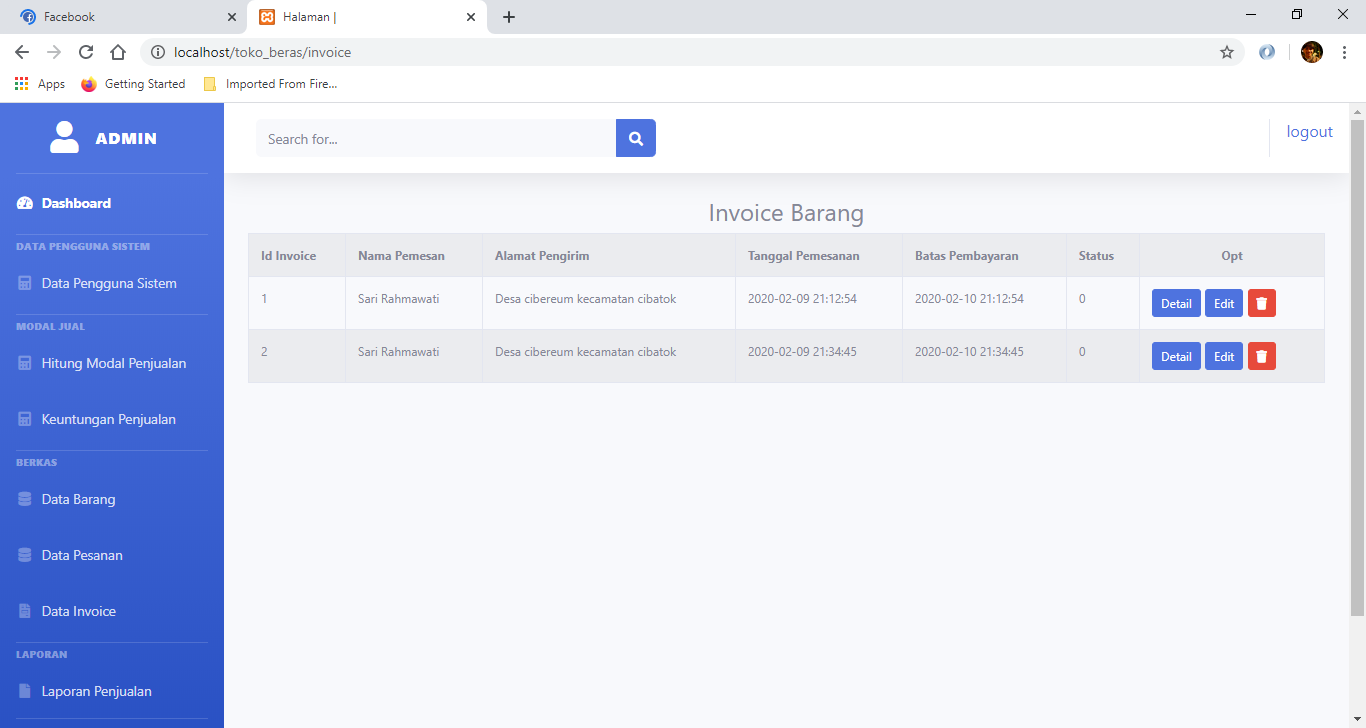 Facebook
Halaman |
localhost/toko_beras/invoice
Apps
Getting Started
Imported From Fire...
ADMIN
Search for...
logout
Dashboard
DATA PENGGUNA SISTEM
Data Pengguna Sistem
MODAL JUAL
Hitung Modal Penjualan
Keuntungan Penjualan
BERKAS
Data Barang
Data Pesanan
Data Invoice
LAPORAN
Laporan Penjualan
Invoice Barang
Id Invoice Nama Pemesan Alamat Pengirim Tanggal Pemesanan Batas Pembayaran Status Opt
1 Sari Rahmawati Desa cibereum kecamatan cibatok 2020-02-09 21:12:54 2020-02-10 21:12:54 0 Detail Edit
2 Sari Rahmawati Desa cibereum kecamatan cibatok 2020-02-09 21:34:45 2020-02-10 21:34:45 0 Detail Edit